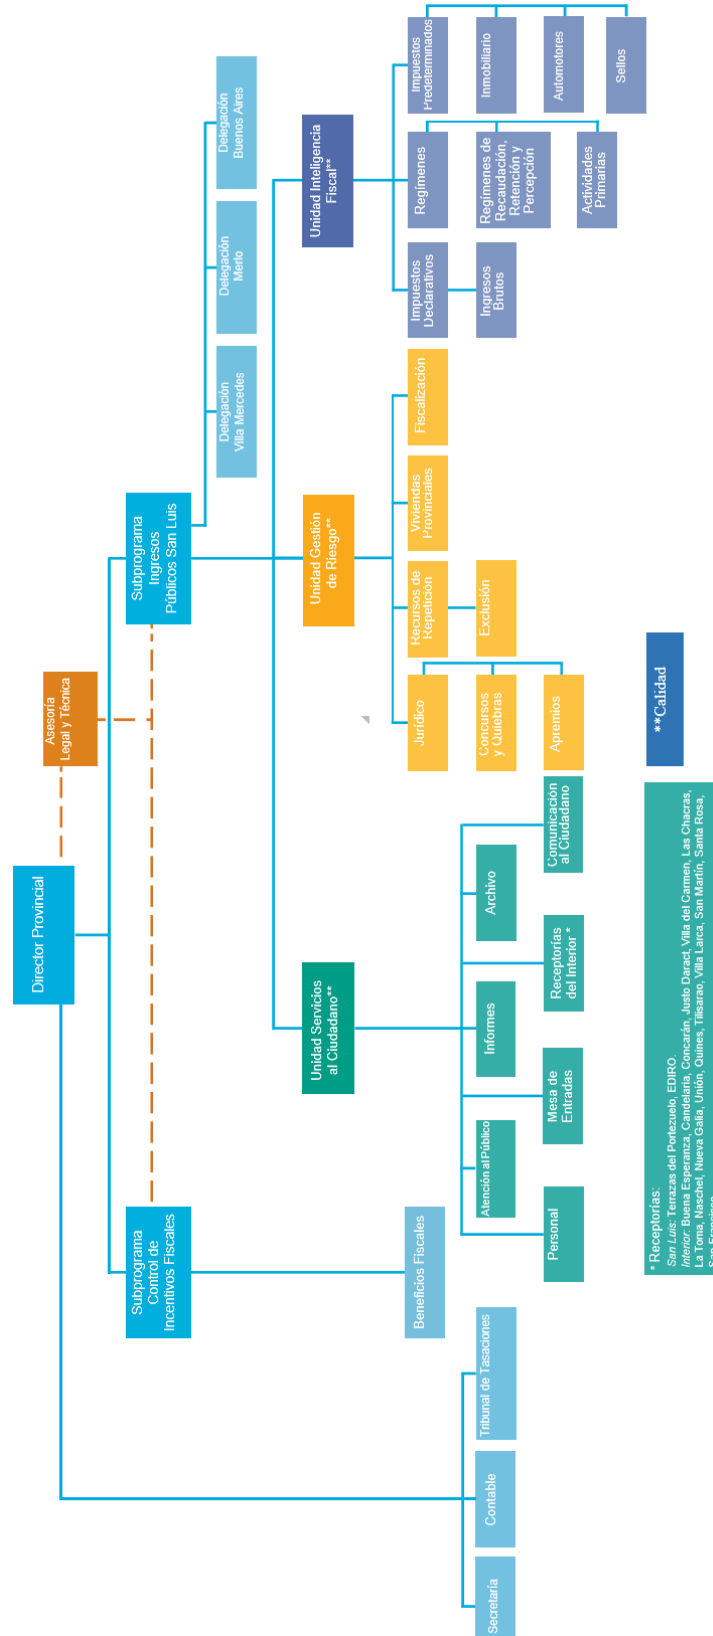 Director Provincial
Asesoría
Legal y Técnica
Subprograma
Control de
Incentivos Fiscales
Subprograma
Ingresos
Públicos San Luis
Delegación
Villa Mercedes
Delegación
Merlo
Delegación
Buenos Aires
Unidad Servicios
al Ciudadano**
Unidad Gestión
de Riesgo**
Unidad Inteligencia
Fiscal**
Beneficios Fiscales
Secretaría
Contable
Tribunal de Tasaciones
Personal
Atención al Público
Mesa de
Entradas
Informes
Receptorías
del Interior *
Archivo
Comunicación
al Ciudadano
Jurídico
Concursos
y Quiebras
Apremios
Recursos de
Repetición
Exclusión
Viviendas
Provinciales
Fiscalización
Impuestos
Declarativos
Ingresos
Brutos
Regímenes
Regímenes de
Recaudación,
Retención y
Percepción
Actividades
Primarias
Impuestos
Predeterminados
Inmobiliario
Automotores
Sellos
* Receptorías:
San Luis: Terrazas del Portezuelo, EDIRO.
Interior: Buena Esperanza, Candelaria, Concarán, Justo Daract, Villa del Carmen, Las Chacras,
La Toma, Naschel, Nueva Galia, Unión, Quines, Tilisarao, Villa Larca, San Martín, Santa Rosa,
San Francisco
**Calidad